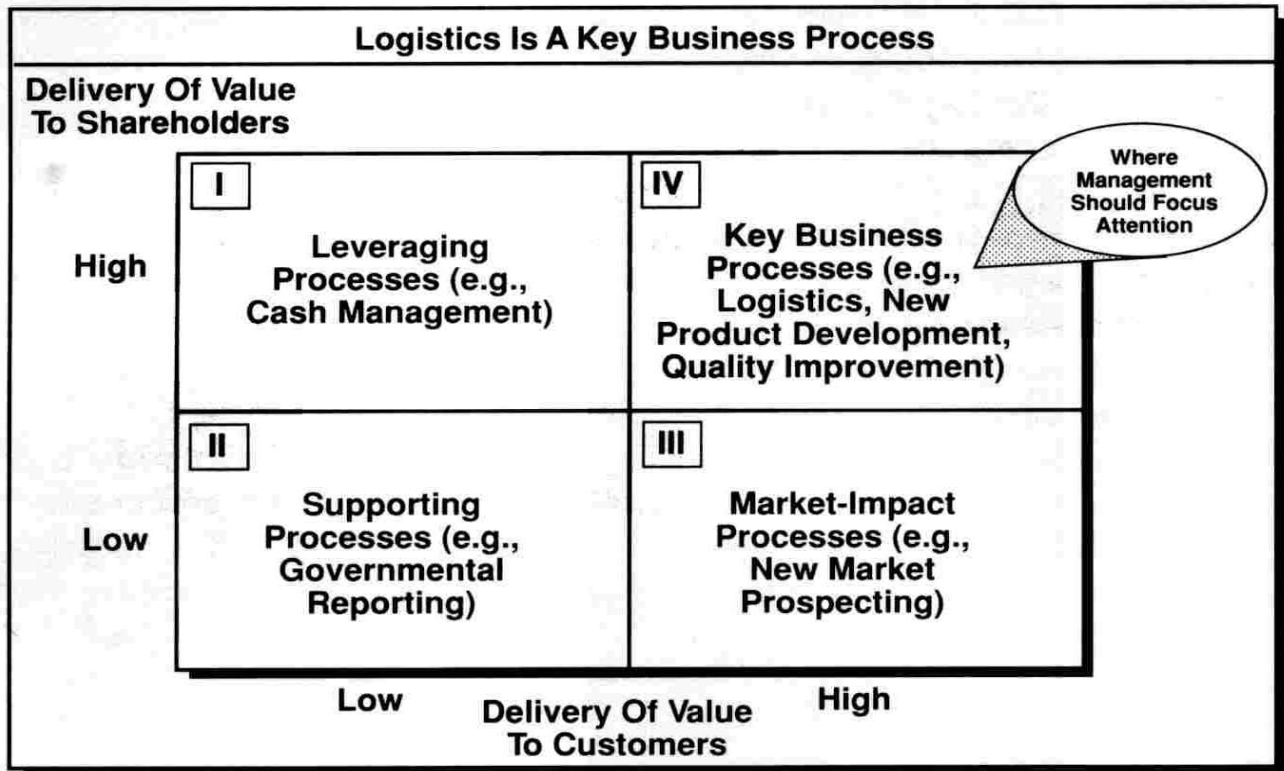 Logistics Is A Key Business Process
Delivery Of Value
To Shareholders
Where
Management
Should Focus
Attention
High
I
Leveraging
Processes (e.g.,
Cash Management)
IV
Key Business
Processes (e.g.,
Logistics, New
Product Development,
Quality Improvement)
Low
II
Supporting
Processes (e.g.,
Governmental
Reporting)
III
Market-Impact
Processes (e.g.,
New Market
Prospecting)
Low
High
Delivery Of Value
To Customers